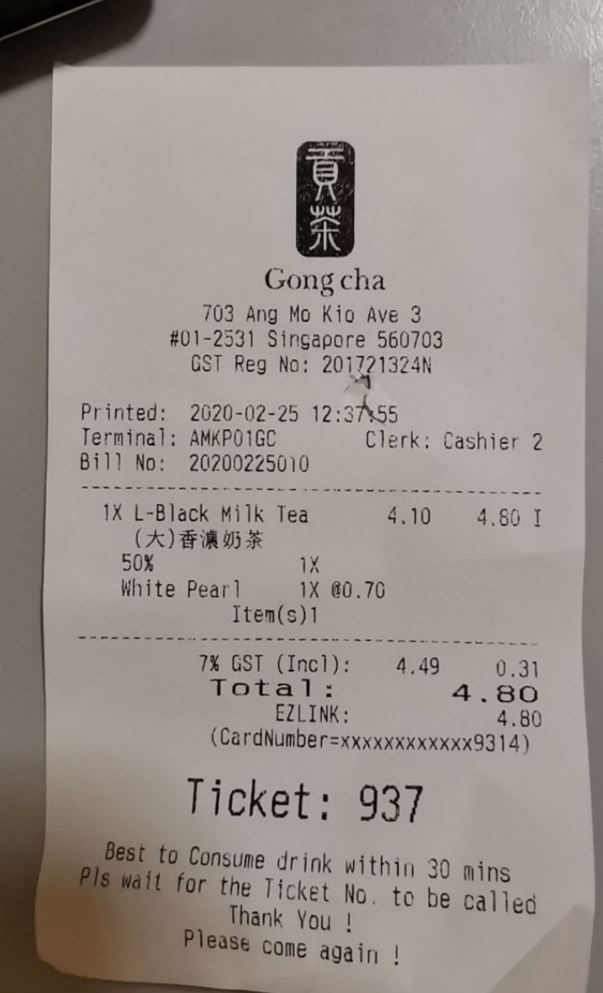 貢茶
Gong cha
703 Ang Mo Kio Ave 3
#01-2531 Singapore 560703
GST Reg No: 201721324N
Printed: 2020-02-25 12:37:55
Terminal: AMKP01GC Clerk: Cashier 2
Bill No: 20200225010
1X L-Black Milk Tea 4.10 4.80 I
(大)香濃奶茶
50% 1X
White Pearl 1X @0.70
Item(s)1
7% GST (Incl): 4.49 0.31
Total: 4.80
EZLINK: 4.80
(CardNumber=xxxxxxxxxxxx9314)
Ticket: 937
Best to Consume drink within 30 mins
Pls wait for the Ticket No. to be called
Thank You !
Please come again !